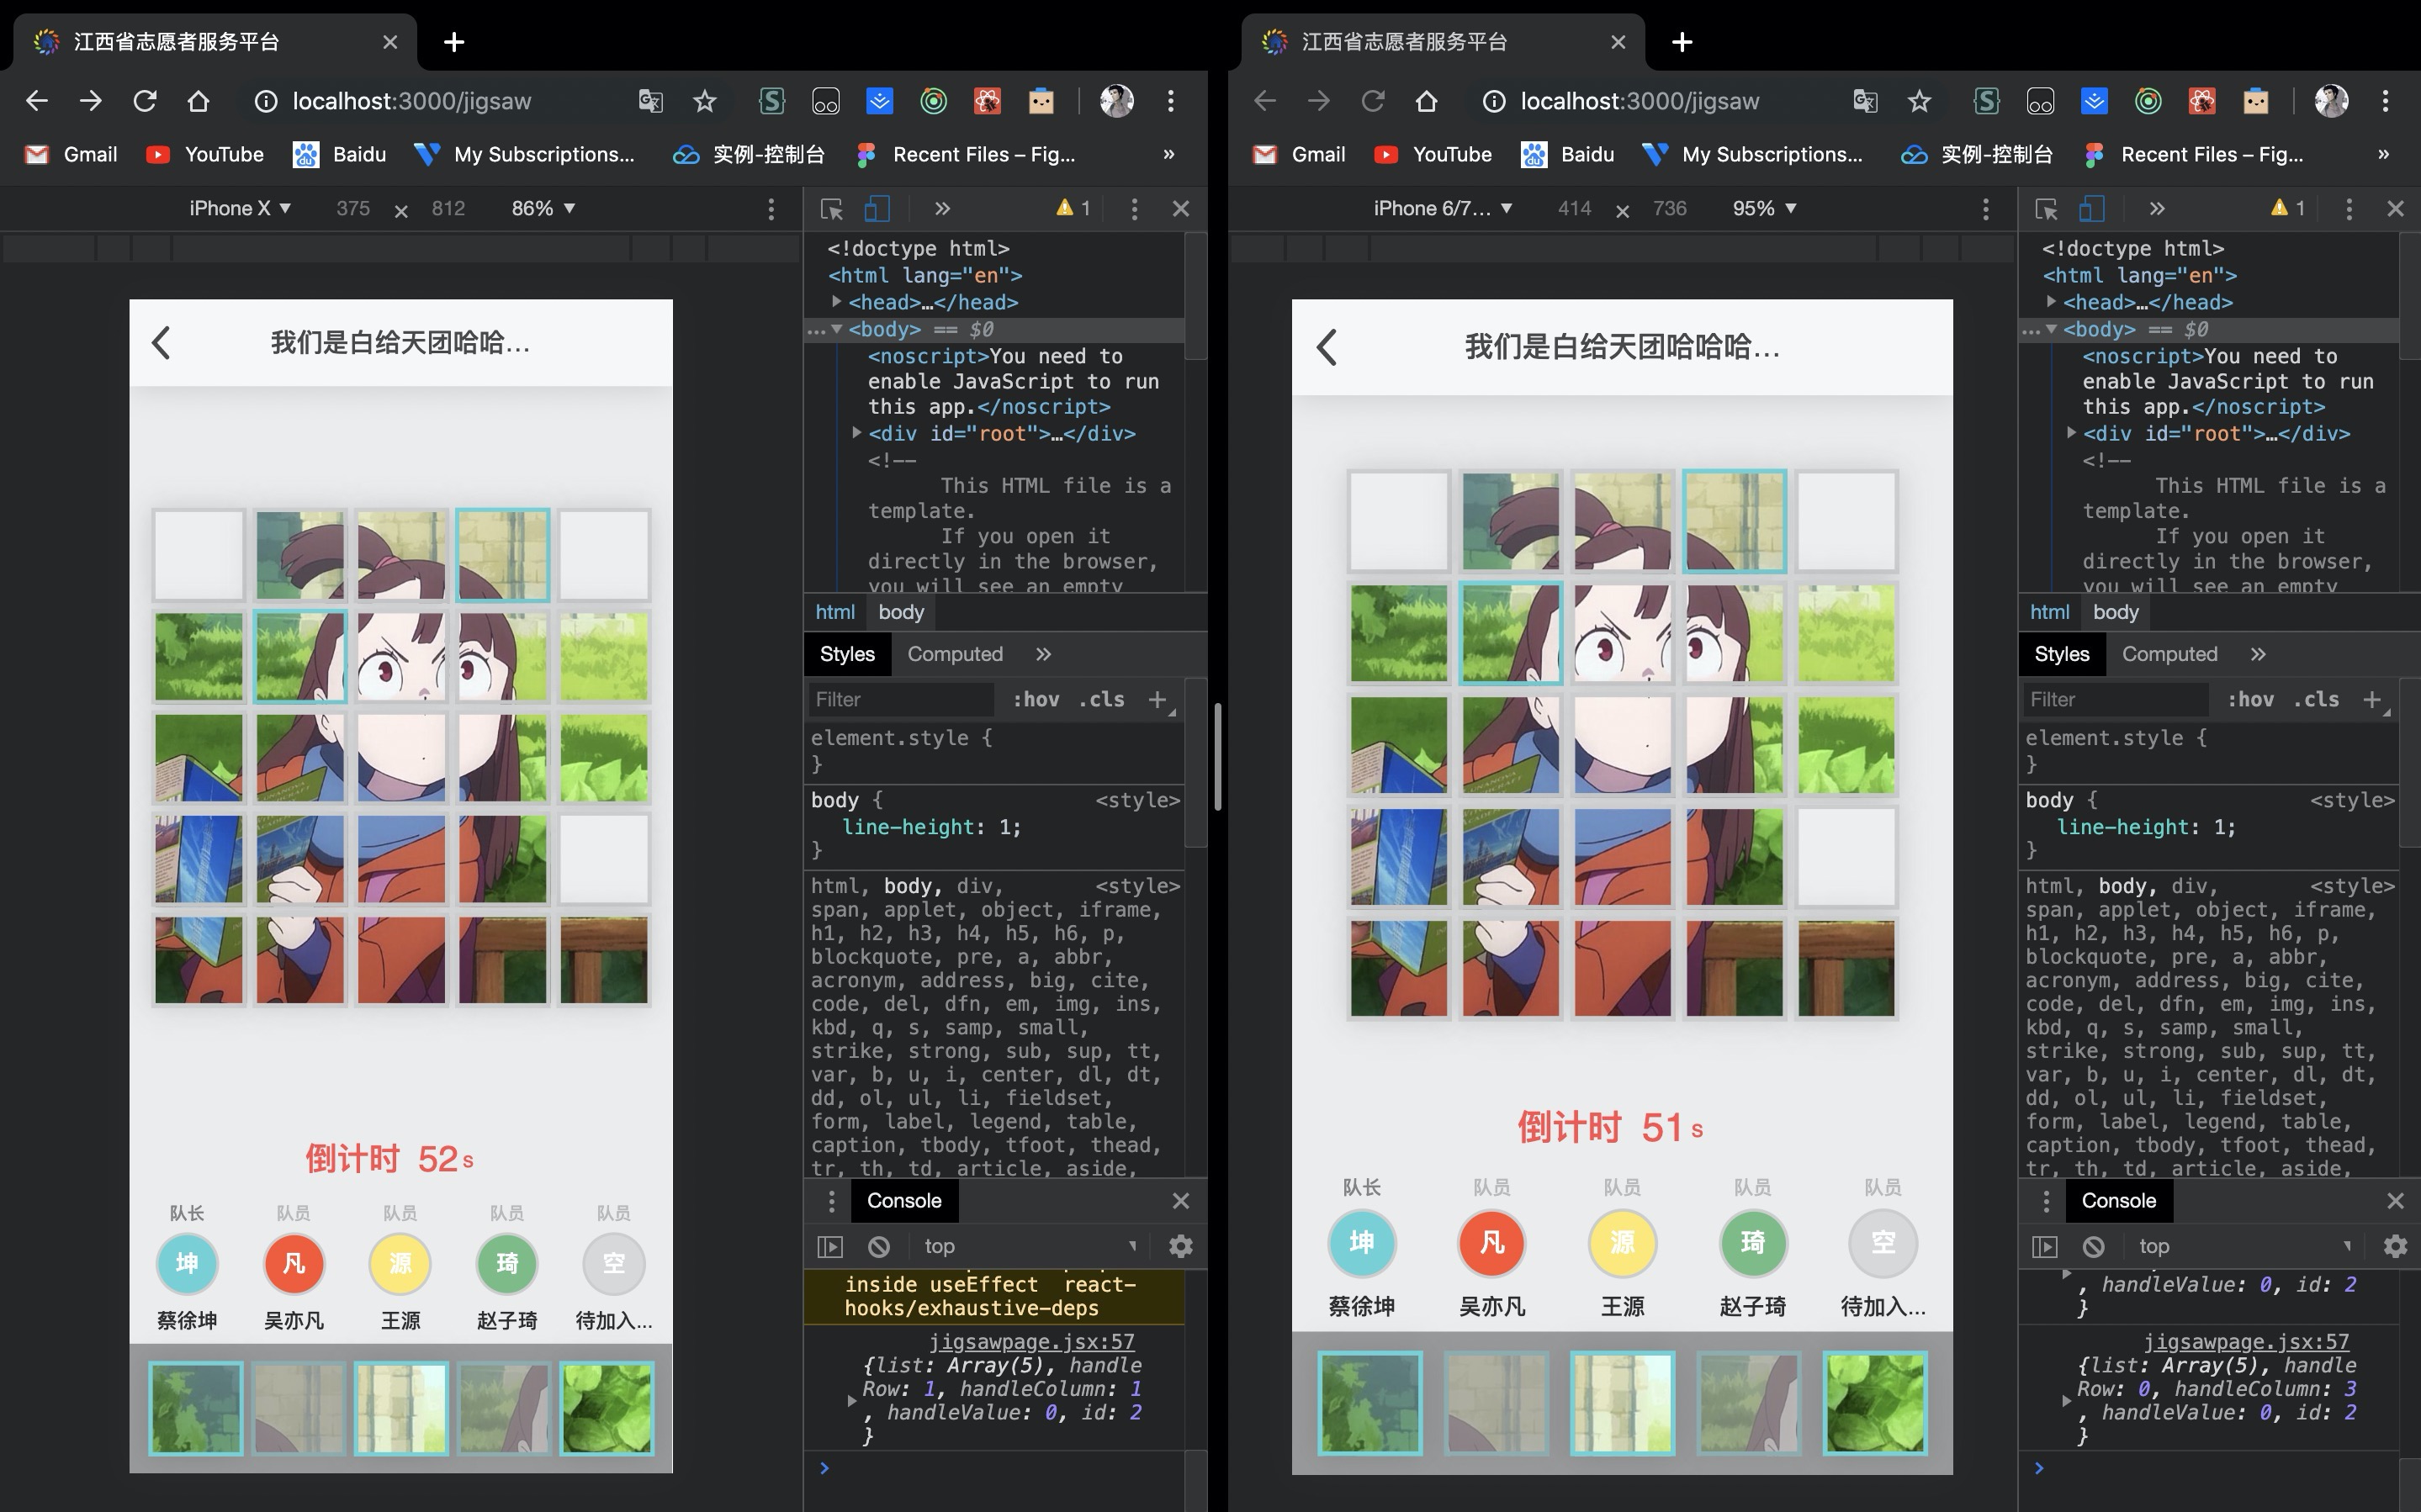 江西省志愿者服务平台
localhost:3000/jigsaw
Gmail
YouTube
Baidu
My Subscriptions...
实例-控制台
Recent Files – Fig...
»
iPhone X ▼
375 × 812
86% ▼
1
<!doctype html>
<html lang="en">
<head>…</head>
…
<body> == $0
<noscript>You need to
enable JavaScript to run
this app.</noscript>
<div id="root">…</div>
<!--
This HTML file is a
template.
If you open it
directly in the browser,
you will see an empty
html
body
Styles
Computed
»
Filter
:hov .cls +
element.style {
}
body {
<style>
line-height: 1;
}
html, body, div,
<style>
span, applet, object, iframe,
h1, h2, h3, h4, h5, h6, p,
blockquote, pre, a, abbr,
acronym, address, big, cite,
code, del, dfn, em, img, ins,
kbd, q, s, samp, small,
strike, strong, sub, sup, tt,
var, b, u, i, center, dl, dt,
dd, ol, ul, li, fieldset,
form, label, legend, table,
caption, tbody, tfoot, thead,
tr, th, td, article, aside,
Console
top
inside useEffect react-
hooks/exhaustive-deps
jigsawpage.jsx:57
{list: Array(5), handle
Row: 1, handleColumn: 1
, handleValue: 0, id: 2
}
我们是白给天团哈哈...
倒计时 52 s
队长
队员
队员
队员
队员
坤
凡
源
琦
空
蔡徐坤
吴亦凡
王源
赵子琦
待加入...
江西省志愿者服务平台
localhost:3000/jigsaw
Gmail
YouTube
Baidu
My Subscriptions...
实例-控制台
Recent Files – Fig...
»
iPhone 6/7... ▼
414 × 736
95% ▼
1
<!doctype html>
<html lang="en">
<head>…</head>
…
<body> == $0
<noscript>You need to
enable JavaScript to run
this app.</noscript>
<div id="root">…</div>
<!--
This HTML file is a
template.
If you open it
directly in the browser,
you will see an empty
html
body
Styles
Computed
»
Filter
:hov .cls +
element.style {
}
body {
<style>
line-height: 1;
}
html, body, div,
<style>
span, applet, object, iframe,
h1, h2, h3, h4, h5, h6, p,
blockquote, pre, a, abbr,
acronym, address, big, cite,
code, del, dfn, em, img, ins,
kbd, q, s, samp, small,
strike, strong, sub, sup, tt,
var, b, u, i, center, dl, dt,
dd, ol, ul, li, fieldset,
form, label, legend, table,
caption, tbody, tfoot, thead,
tr, th, td, article, aside,
Console
top
, handleValue: 0, id: 2
}
jigsawpage.jsx:57
{list: Array(5), handle
Row: 0, handleColumn: 3
, handleValue: 0, id: 2
}
我们是白给天团哈哈哈...
倒计时 51 s
队长
队员
队员
队员
队员
坤
凡
源
琦
空
蔡徐坤
吴亦凡
王源
赵子琦
待加入...